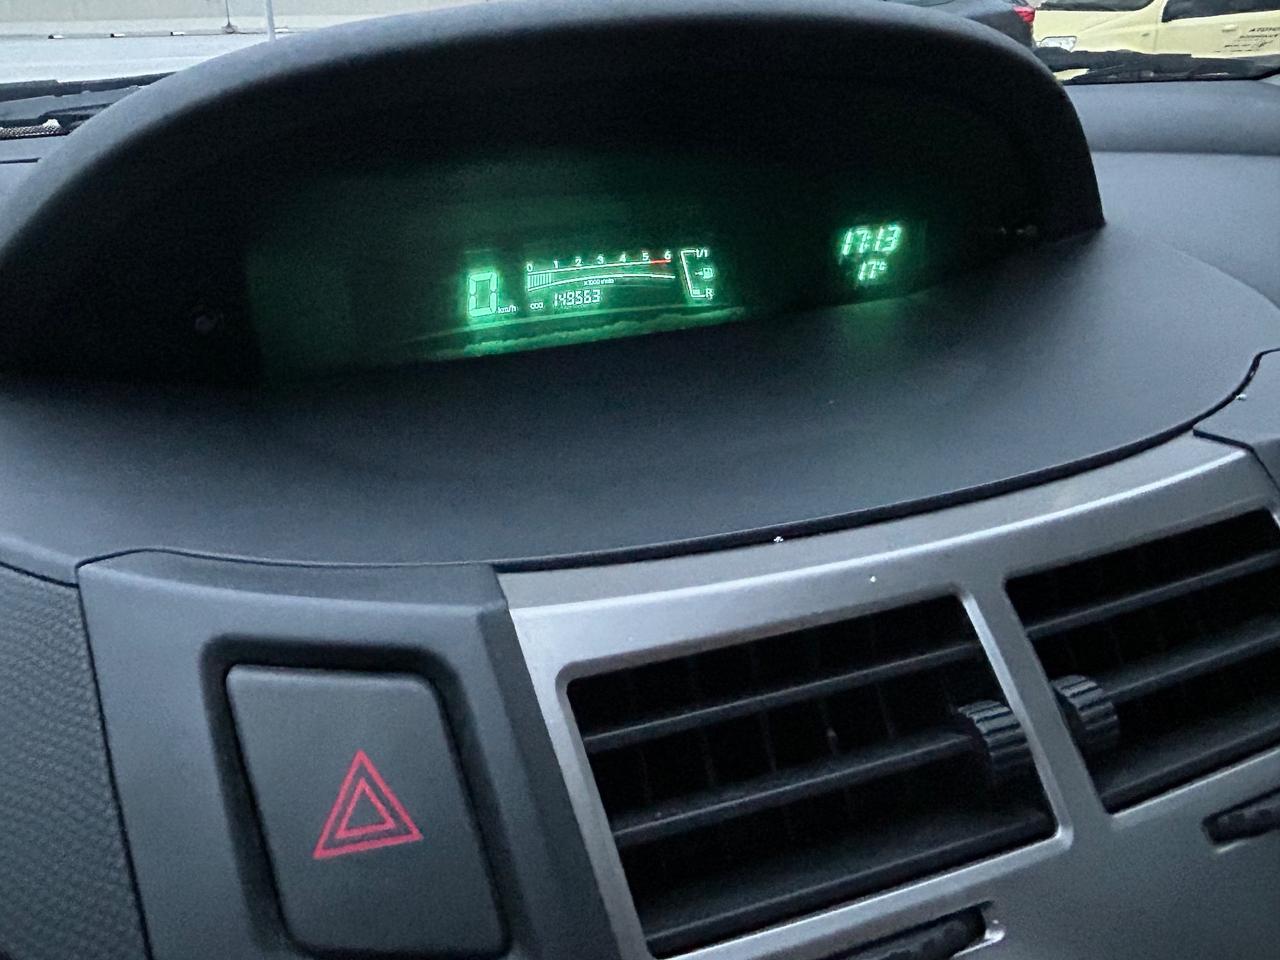 0 1 2 3 4 5 6
x1000 r/min
0 km/h
ODO 149563
1/1
R
17:13
17°C